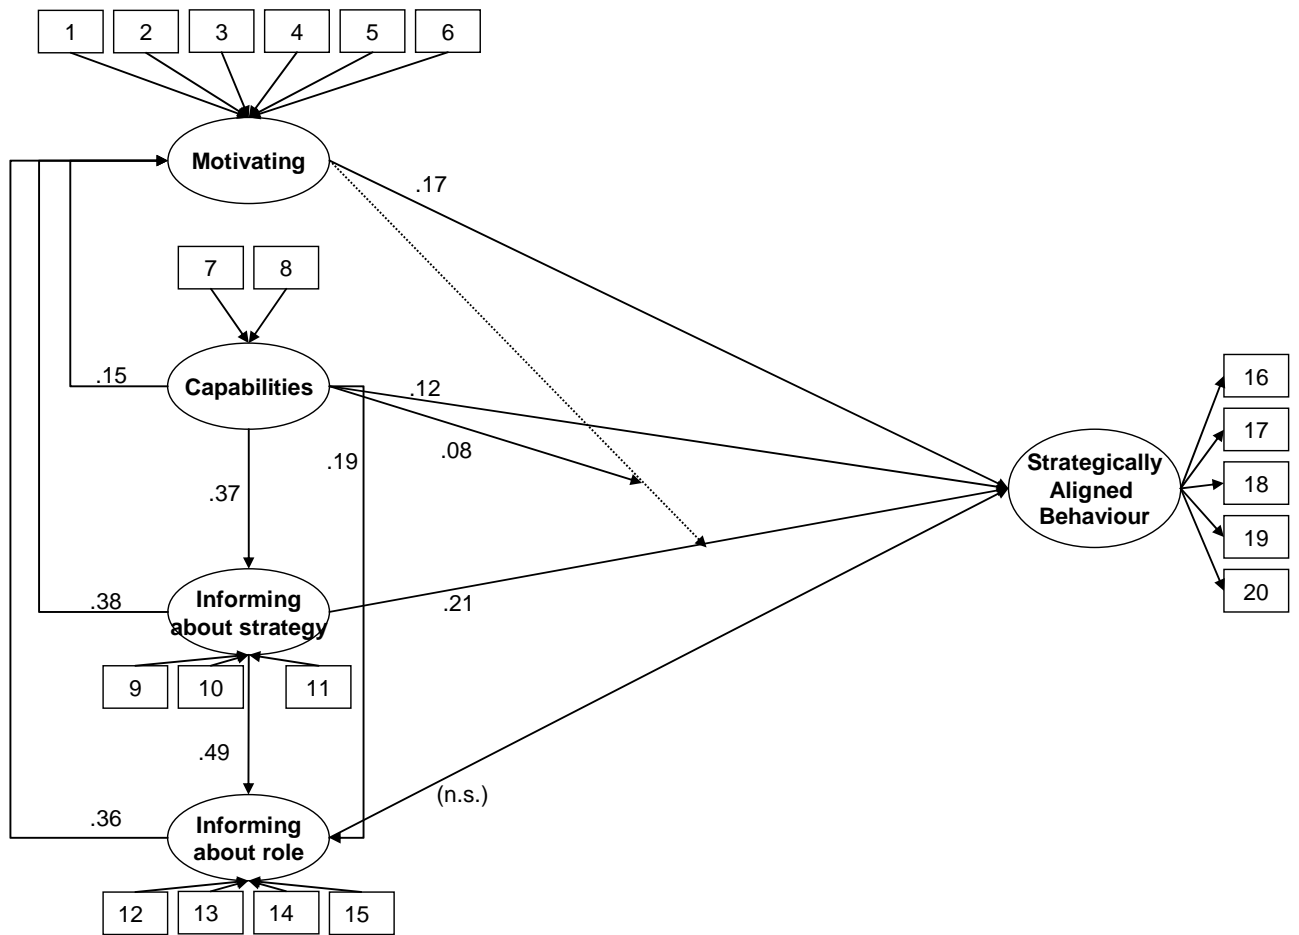 1 2 3 4 5 6
Motivating
.17
7 8
.15
Capabilities
.12
.08
.19
.37
Strategically
Aligned
Behaviour
16
17
18
19
20
Informing
about strategy
.38
.21
9 10 11
.49
(n.s.)
.36
Informing
about role
12 13 14 15